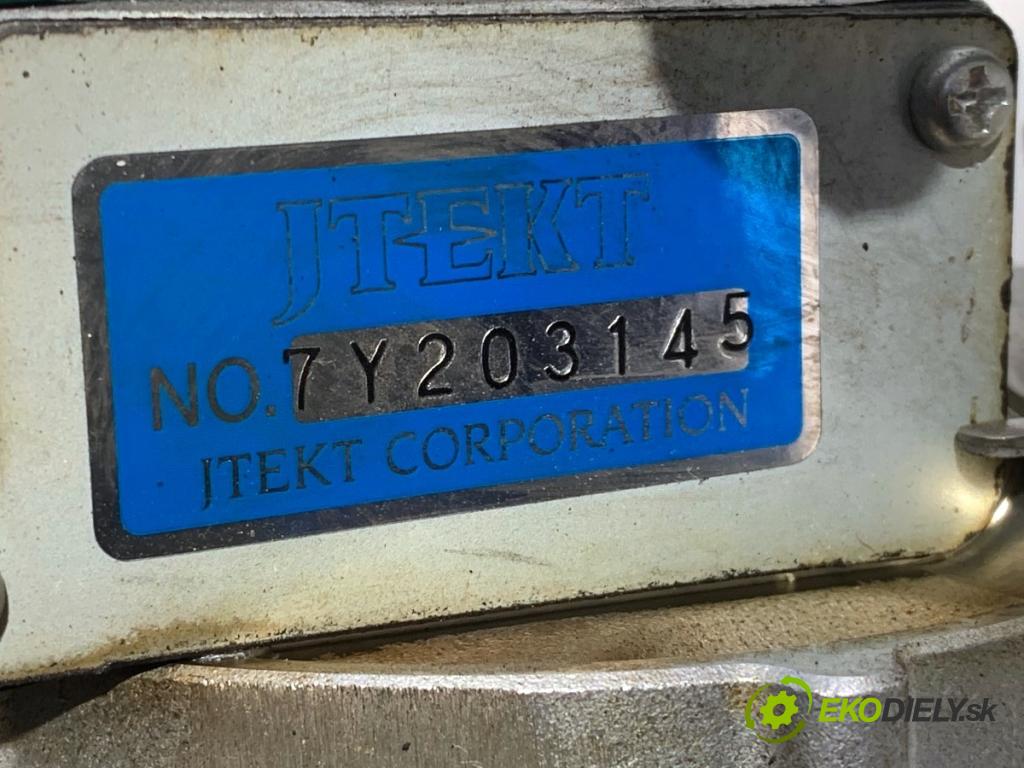 JTEKT
NO. 7Y203145
JTEKT CORPORATION
EKODIELY.sk